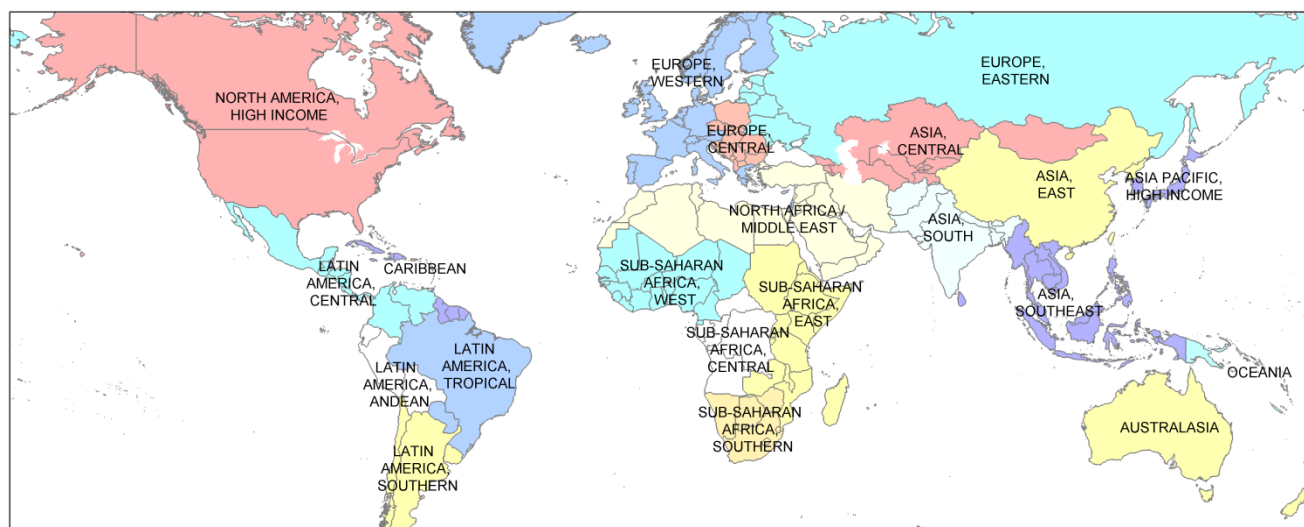 NORTH AMERICA,
HIGH INCOME
EUROPE,
WESTERN
EUROPE,
EASTERN
EUROPE,
CENTRAL
ASIA,
CENTRAL
ASIA,
EAST
ASIA PACIFIC,
HIGH INCOME
NORTH AFRICA /
MIDDLE EAST
ASIA,
SOUTH
LATIN
AMERICA,
CENTRAL
CARIBBEAN
SUB-SAHARAN
AFRICA,
WEST
SUB-SAHARAN
AFRICA,
EAST
ASIA,
SOUTHEAST
SUB-SAHARAN
AFRICA,
CENTRAL
LATIN
AMERICA,
TROPICAL
LATIN
AMERICA,
ANDEAN
OCEANIA
SUB-SAHARAN
AFRICA,
SOUTHERN
AUSTRALASIA
LATIN
AMERICA,
SOUTHERN